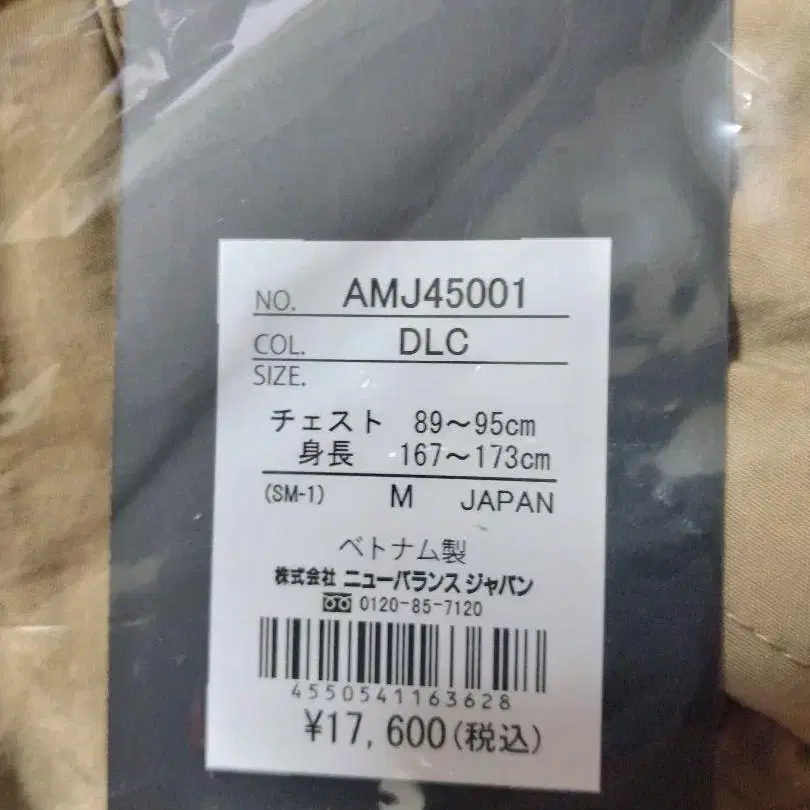 NO. AMJ45001
COL. DLC
SIZE.
チェスト 89～95cm
身長 167～173cm
(SM-1) M JAPAN
ベトナム製
株式会社 ニューバランス ジャパン
0120-85-7120
4550541163628
¥17,600(税込)